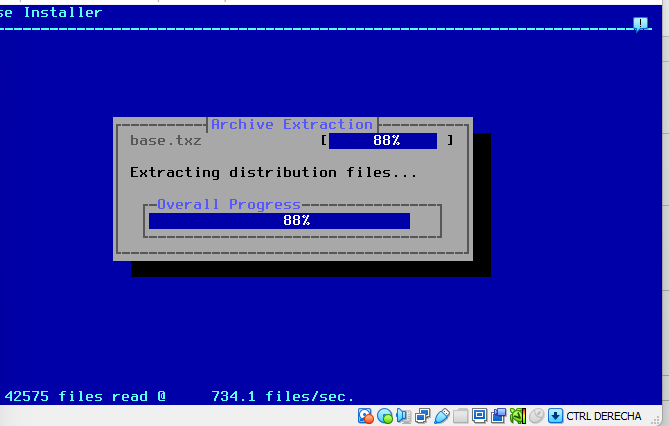 se Installer
Archive Extraction
base.txz [ 88% ]
Extracting distribution files...
Overall Progress
88%
42575 files read @ 734.1 files/sec.
CTRL DERECHA